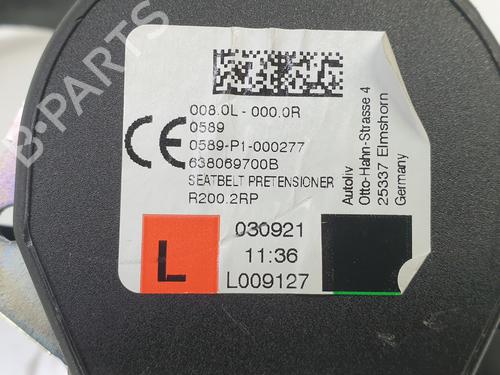 008.0L - 000.0R
0589
0589-P1-000277
638069700B
SEATBELT PRETENSIONER
R200.2RP
CE
L
030921
11:36
L009127
Autoliv
Otto-Hahn-Strasse 4
25337 Elmshorn
Germany